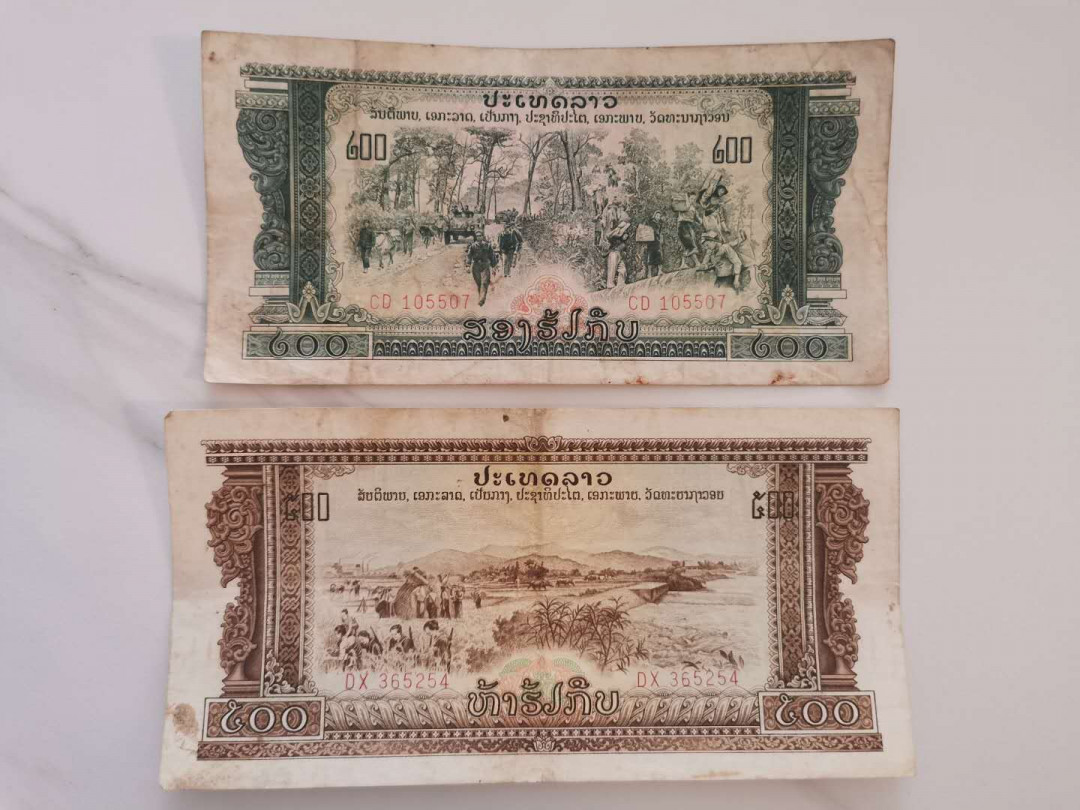 ປະເທດລາວ
ສັນຕິພາບ, ເອກະລາດ, ເປັນກາງ, ປະຊາທິປະໄຕ, ເອກະພາບ, ວັດທະນາຖາວອນ
໒໐໐ ໒໐໐
CD 105507 CD 105507
ສອງຮ້ຽກີບ
໒໐໐ ໒໐໐
ປະເທດລາວ
ສັນຕິພາບ, ເອກະລາດ, ເປັນກາງ, ປະຊາທິປະໄຕ, ເອກະພາບ, ວັດທະນາຖາວອນ
໕໐໐ ໕໐໐
DX 365254 DX 365254
ຫ້າຮ້ຽກີບ
໕໐໐ ໕໐໐